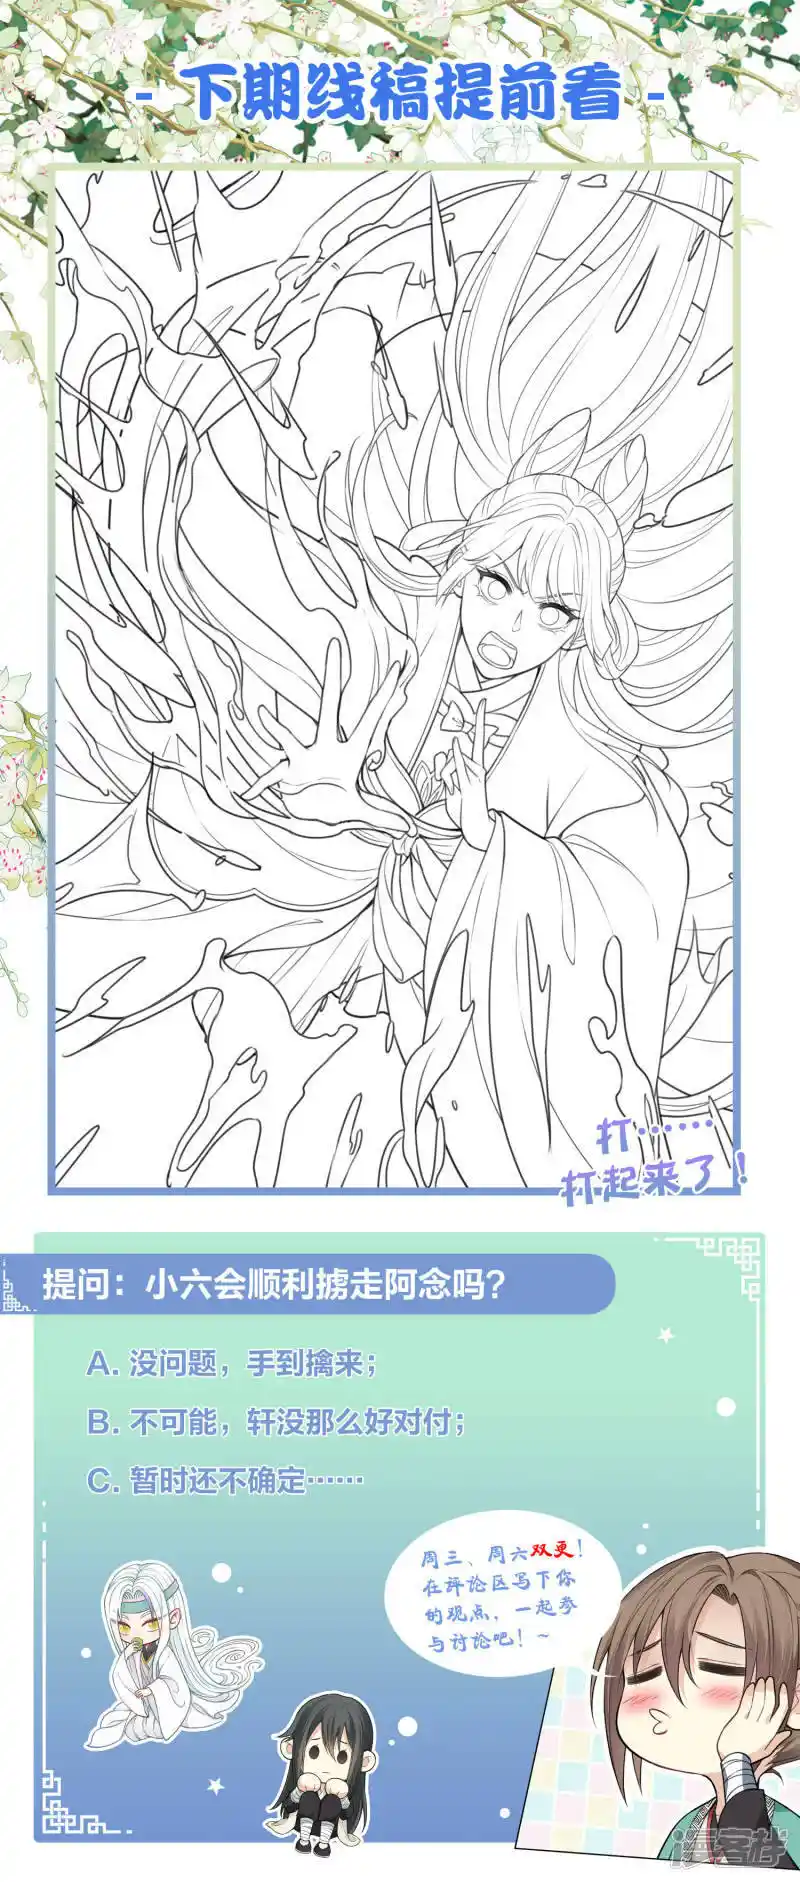 - 下期线稿提前看 -
打……
打起来了！
提问：小六会顺利掳走阿念吗？
A. 没问题，手到擒来；
B. 不可能，轩没那么好对付；
C. 暂时还不确定……
周三、周六双更！
在评论区写下你
的观点，一起参
与讨论吧！~
漫客栈